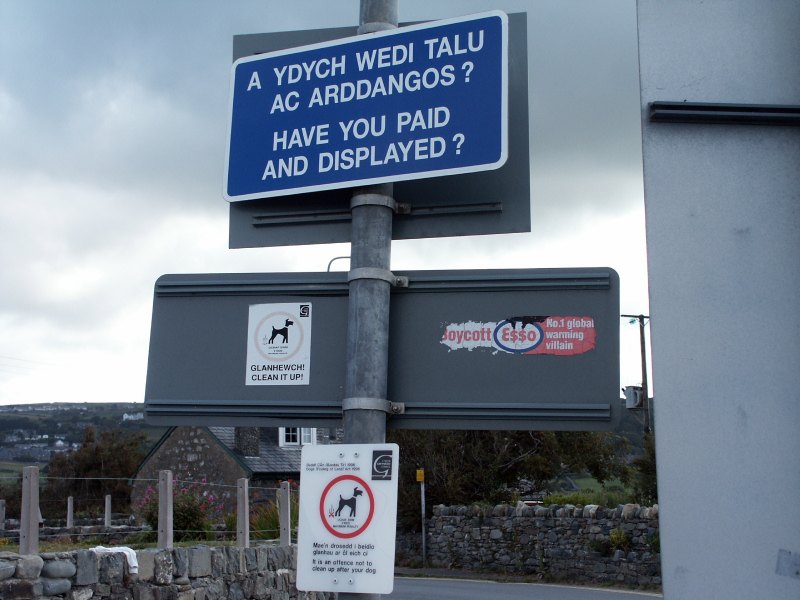 A YDYCH WEDI TALU
AC ARDDANGOS ?
HAVE YOU PAID
AND DISPLAYED ?
GLANHEWCH!
CLEAN IT UP!
Boycott Esso
No.1 global
warming
villain
Mae'n drosedd i beidio
glanhau ar ôl eich ci
It is an offence not to
clean up after your dog.